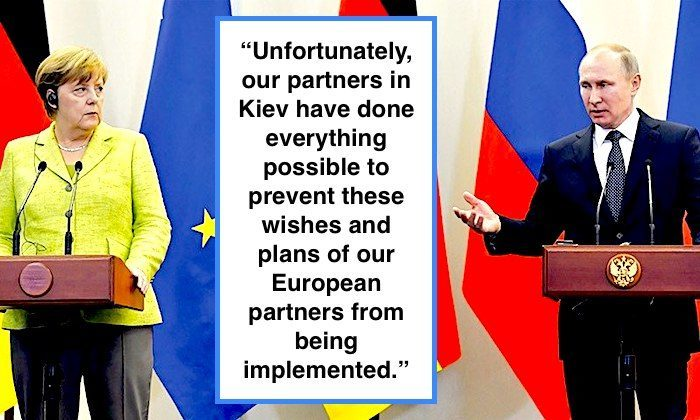 “Unfortunately,
our partners in
Kiev have done
everything
possible to
prevent these
wishes and
plans of our
European
partners from
being
implemented.”